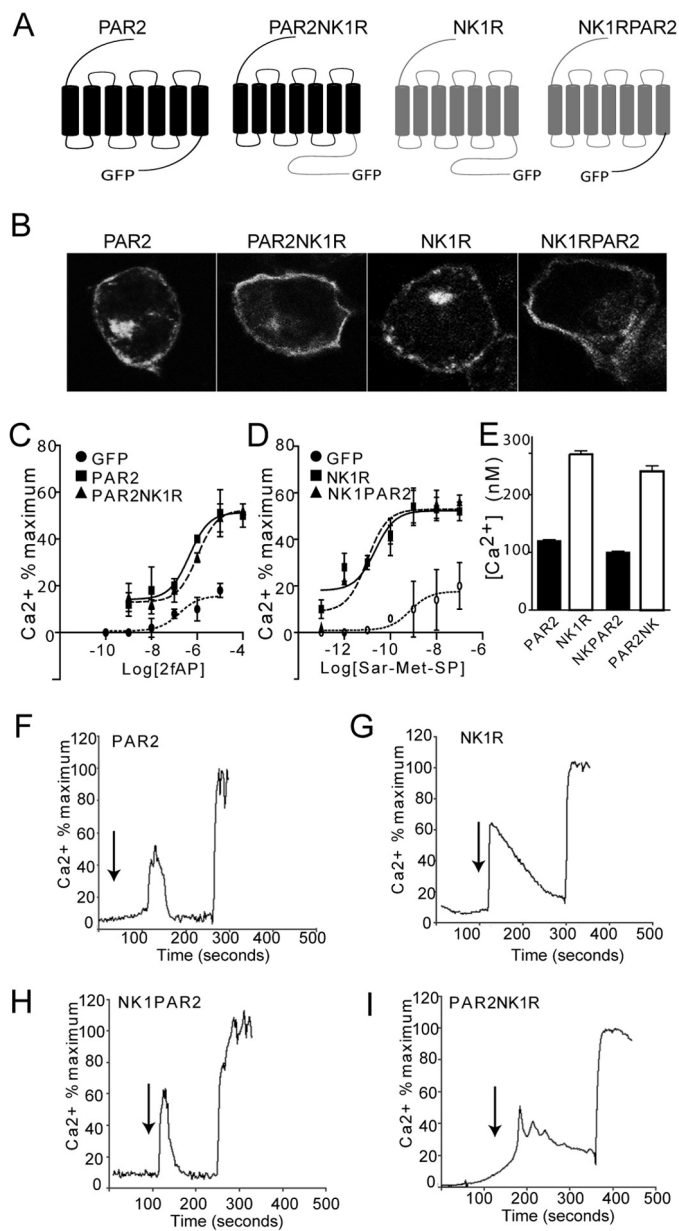 A
PAR2 PAR2NK1R NK1R NK1RPAR2
GFP GFP GFP GFP
B
PAR2 PAR2NK1R NK1R NK1RPAR2
C
Ca2+ % maximum
60
40
20
0
-10 -8 -6 -4
Log[2fAP]
GFP
PAR2
PAR2NK1R
D
Ca2+ % maximum
80
60
40
20
0
-12 -10 -8 -6
Log[Sar-Met-SP]
GFP
NK1R
NK1PAR2
E
[Ca2+] (nM)
300
200
100
0
PAR2 NK1R NKPAR2 PAR2NK
F
PAR2
Ca2+ % maximum
120
100
80
60
40
20
0
100 200 300 400 500
Time (seconds)
G
NK1R
Ca2+ % maximum
120
100
80
60
40
20
0
100 200 300 400 500
Time (seconds)
H
NK1PAR2
Ca2+ % maximum
120
100
80
60
40
20
0
100 200 300 400 500
Time (seconds)
I
PAR2NK1R
Ca2+ % maximum
120
100
80
60
40
20
0
100 200 300 400 500
Time (seconds)